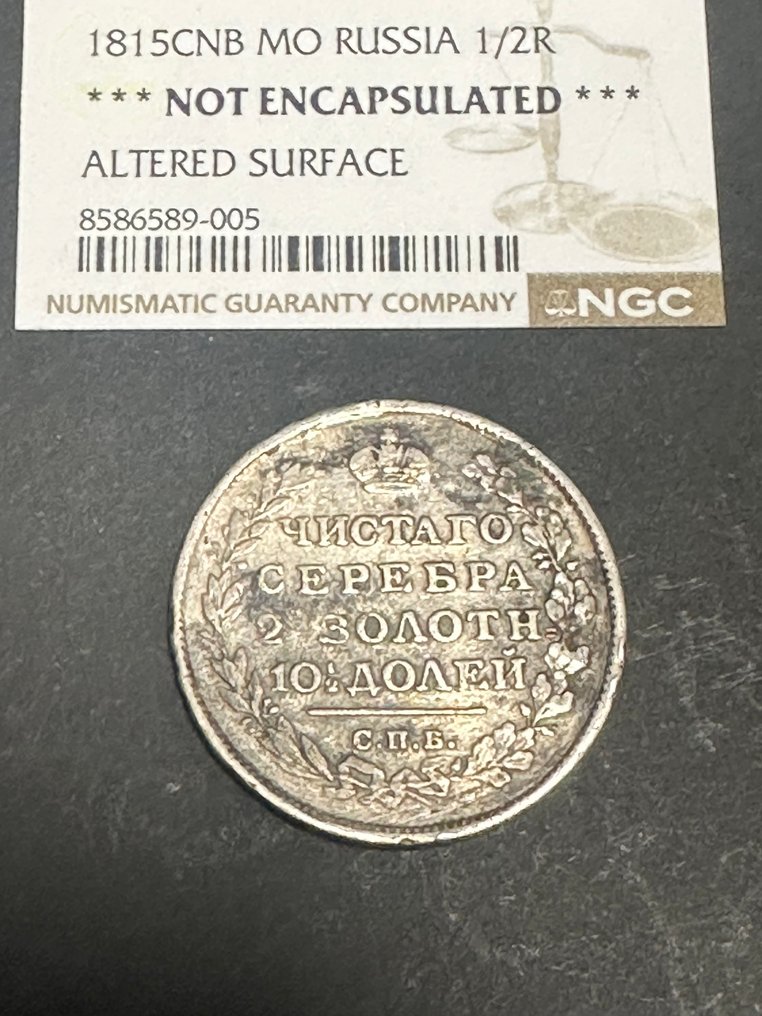 1815CNB MO RUSSIA 1/2R
*** NOT ENCAPSULATED ***
ALTERED SURFACE
8586589-005
NUMISMATIC GUARANTY COMPANY NGC
ЧИСТАГО
СЕРЕБРА
2 ЗОЛОТН
10½ ДОЛЕЙ
С.П.Б.